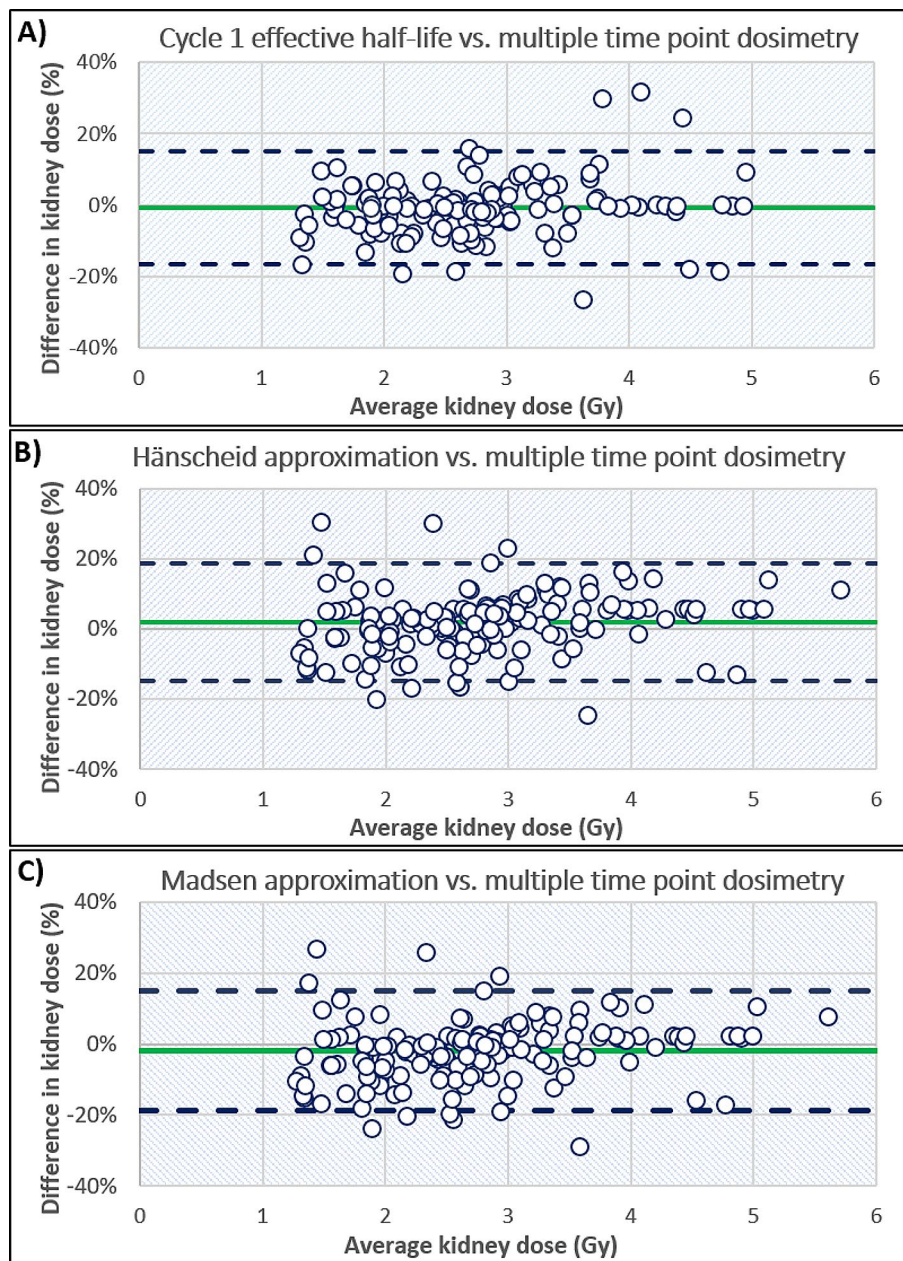 A)
Cycle 1 effective half-life vs. multiple time point dosimetry
Difference in kidney dose (%)
40%
20%
0%
-20%
-40%
0 1 2 3 4 5 6
Average kidney dose (Gy)
B)
Hänscheid approximation vs. multiple time point dosimetry
Difference in kidney dose (%)
40%
20%
0%
-20%
-40%
0 1 2 3 4 5 6
Average kidney dose (Gy)
C)
Madsen approximation vs. multiple time point dosimetry
Difference in kidney dose (%)
40%
20%
0%
-20%
-40%
0 1 2 3 4 5 6
Average kidney dose (Gy)